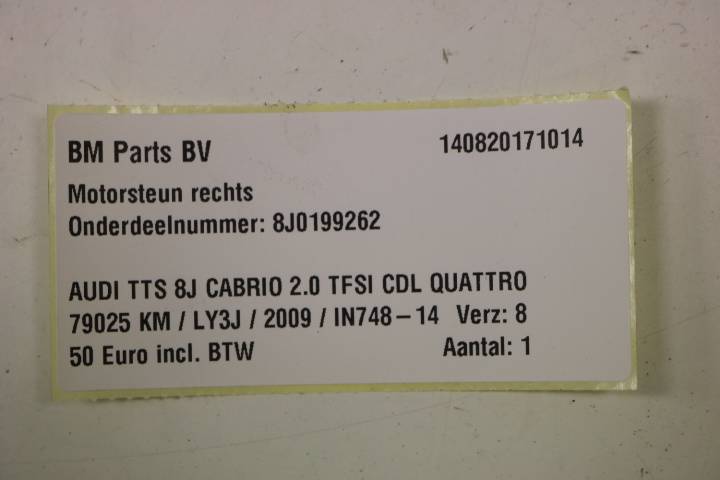 BM Parts BV 140820171014
Motorsteun rechts
Onderdeelnummer: 8J0199262
AUDI TTS 8J CABRIO 2.0 TFSI CDL QUATTRO
79025 KM / LY3J / 2009 / IN748-14 Verz: 8
50 Euro incl. BTW Aantal: 1